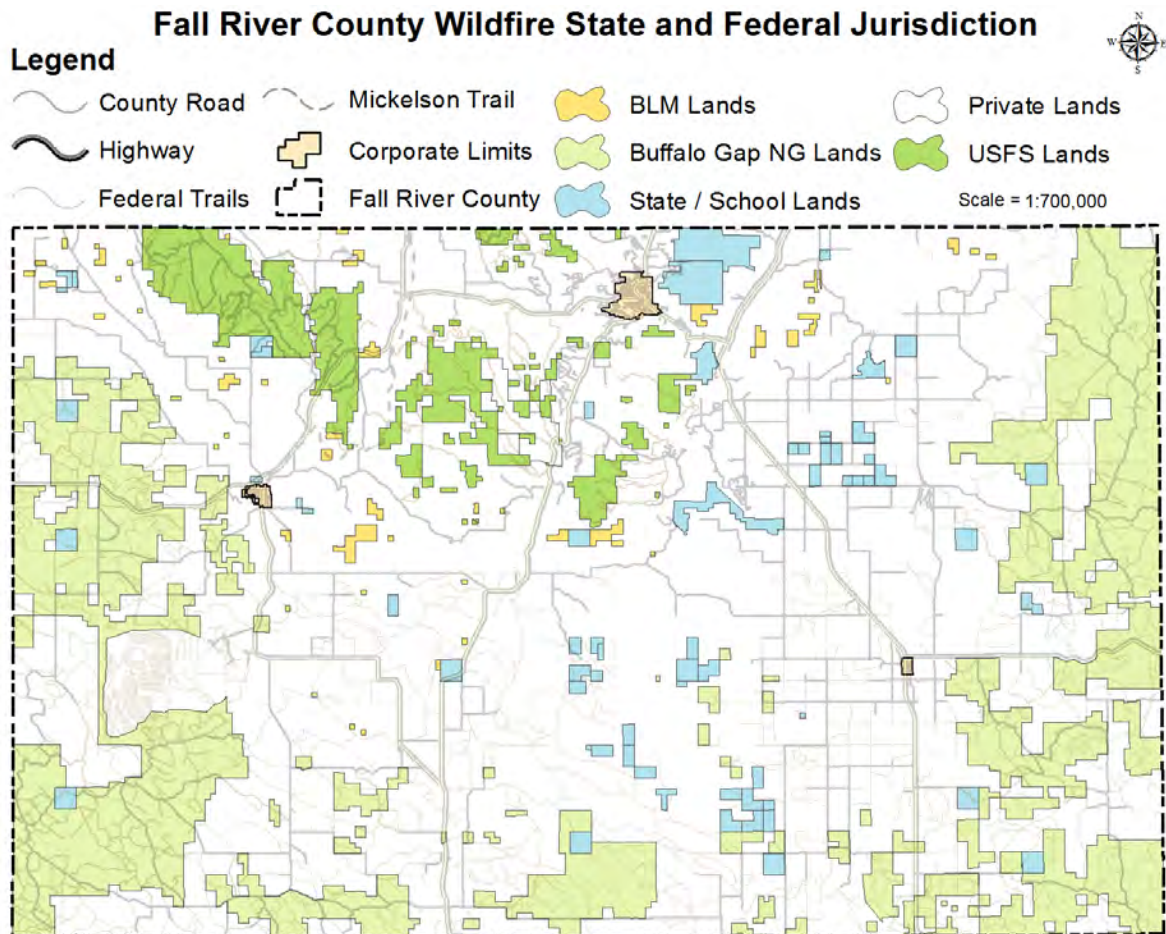 Fall River County Wildfire State and Federal Jurisdiction
N
W E
S
Legend
County Road Mickelson Trail BLM Lands Private Lands
Highway Corporate Limits Buffalo Gap NG Lands USFS Lands
Federal Trails Fall River County State / School Lands Scale = 1:700,000